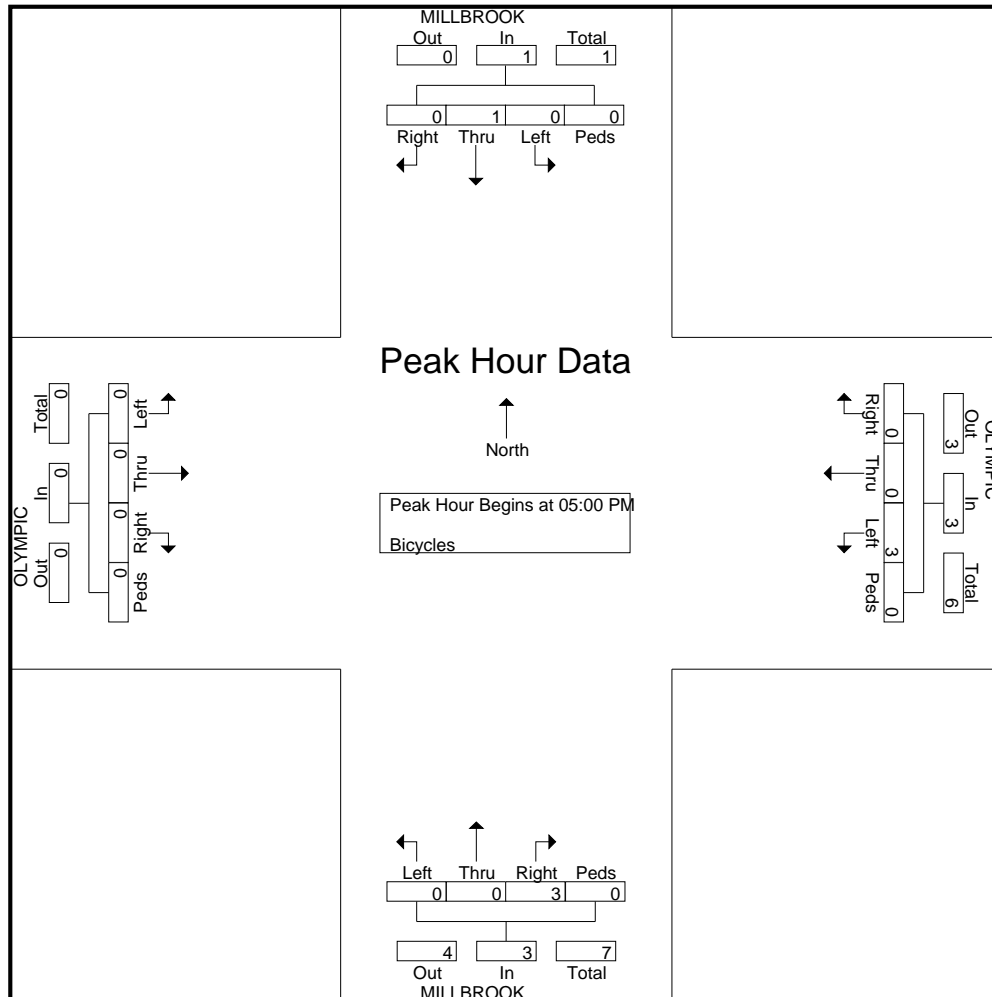 MILLBROOK
Out In Total
0 1 1
0 1 0 0
Right Thru Left Peds
Peak Hour Data
North
Peak Hour Begins at 05:00 PM
Bicycles
OLYMPIC
Total In Out
0 0 0
0 0 0 0
Left Thru Right Peds
Right Thru Left Peds
0 0 3 0
Out In Total
3 3 6
OLYMPIC
Left Thru Right Peds
0 0 3 0
4 3 7
Out In Total
MILLBROOK